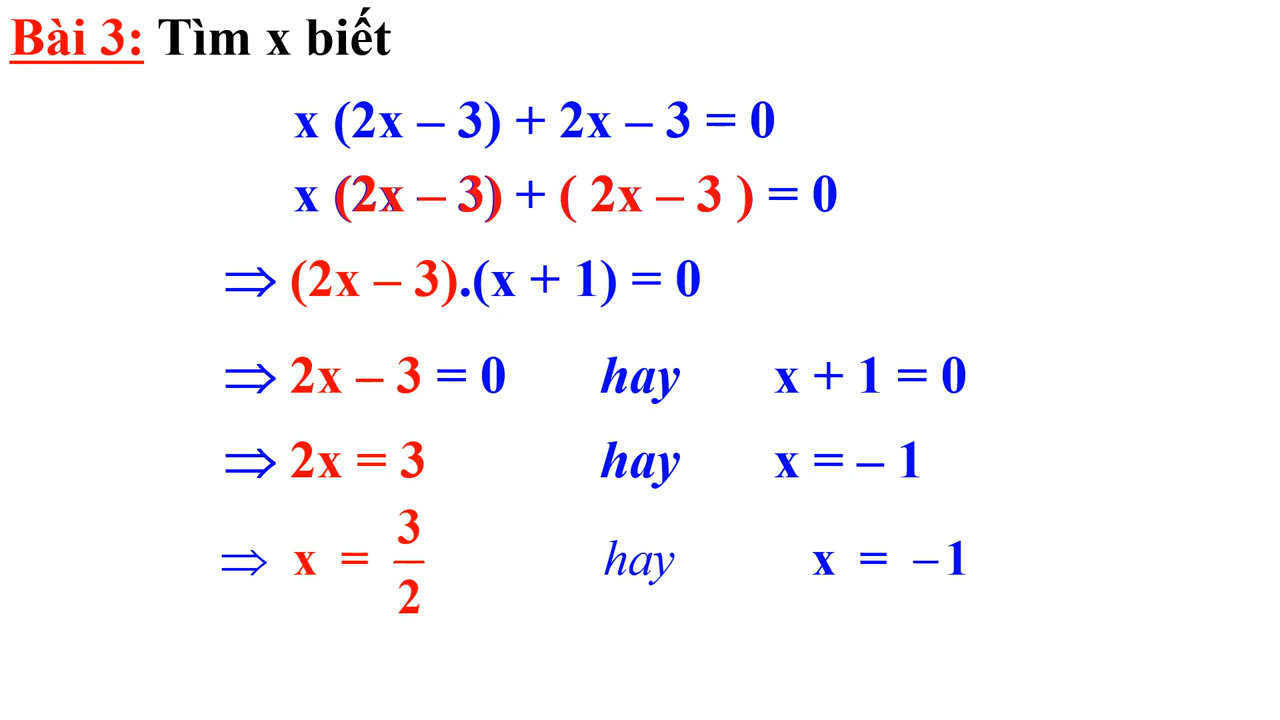 Bài 3: Tìm x biết
x (2x – 3) + 2x – 3 = 0
x (2x – 3) + ( 2x – 3 ) = 0
⇒ (2x – 3).(x + 1) = 0
⇒ 2x – 3 = 0 hay x + 1 = 0
⇒ 2x = 3 hay x = – 1
⇒ x = 3/2 hay x = – 1